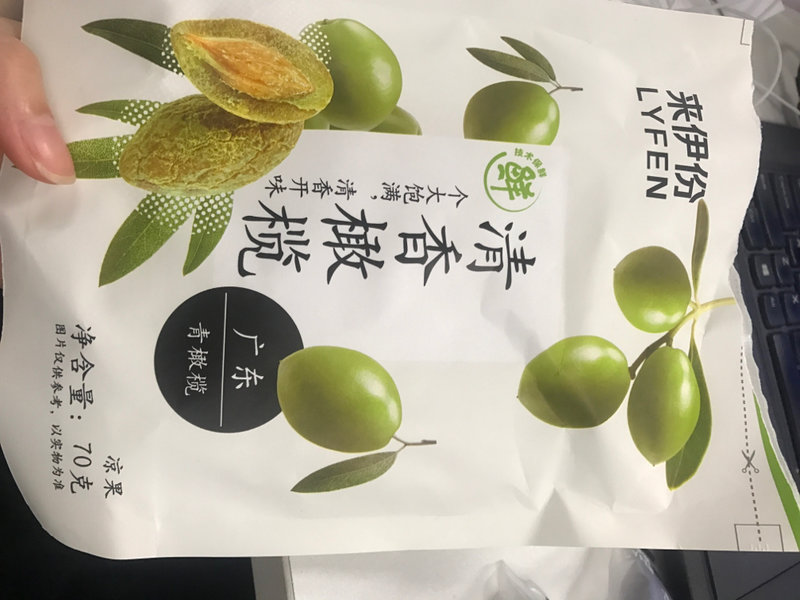 来伊份
LYFEN
技术保鲜
鲜
清香橄榄
个大饱满，清香开味
广东
青橄榄
凉果
净含量：70克
图片仅供参考，以实物为准